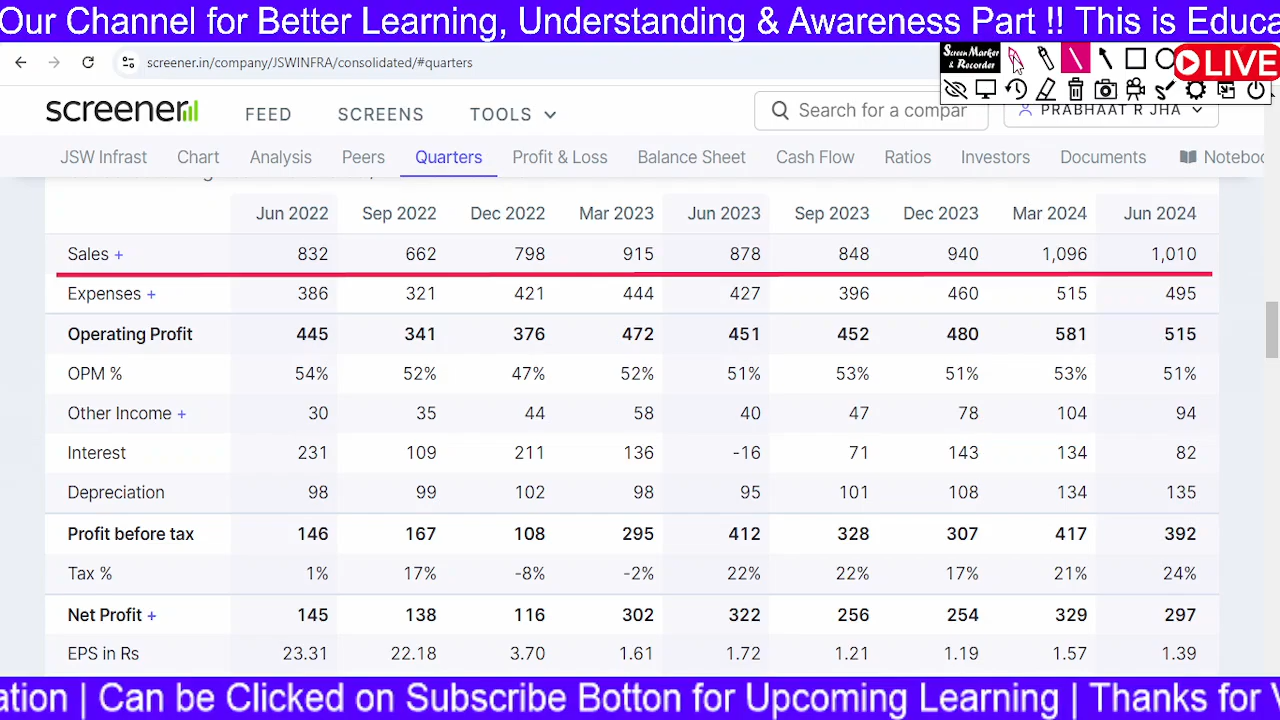 Our Channel for Better Learning, Understanding & Awareness Part !! This is Educa
screener.in/company/JSWINFRA/consolidated/#quarters
Screen Marker & Recorder
LIVE
screener
FEED SCREENS TOOLS
Search for a compar
PRABHAAT R JHA
JSW Infrast Chart Analysis Peers Quarters Profit & Loss Balance Sheet Cash Flow Ratios Investors Documents Noteboo
Jun 2022 Sep 2022 Dec 2022 Mar 2023 Jun 2023 Sep 2023 Dec 2023 Mar 2024 Jun 2024
Sales + 832 662 798 915 878 848 940 1,096 1,010
Expenses + 386 321 421 444 427 396 460 515 495
Operating Profit 445 341 376 472 451 452 480 581 515
OPM % 54% 52% 47% 52% 51% 53% 51% 53% 51%
Other Income + 30 35 44 58 40 47 78 104 94
Interest 231 109 211 136 -16 71 143 134 82
Depreciation 98 99 102 98 95 101 108 134 135
Profit before tax 146 167 108 295 412 328 307 417 392
Tax % 1% 17% -8% -2% 22% 22% 17% 21% 24%
Net Profit + 145 138 116 302 322 256 254 329 297
EPS in Rs 23.31 22.18 3.70 1.61 1.72 1.21 1.19 1.57 1.39
ation | Can be Clicked on Subscribe Botton for Upcoming Learning | Thanks for V